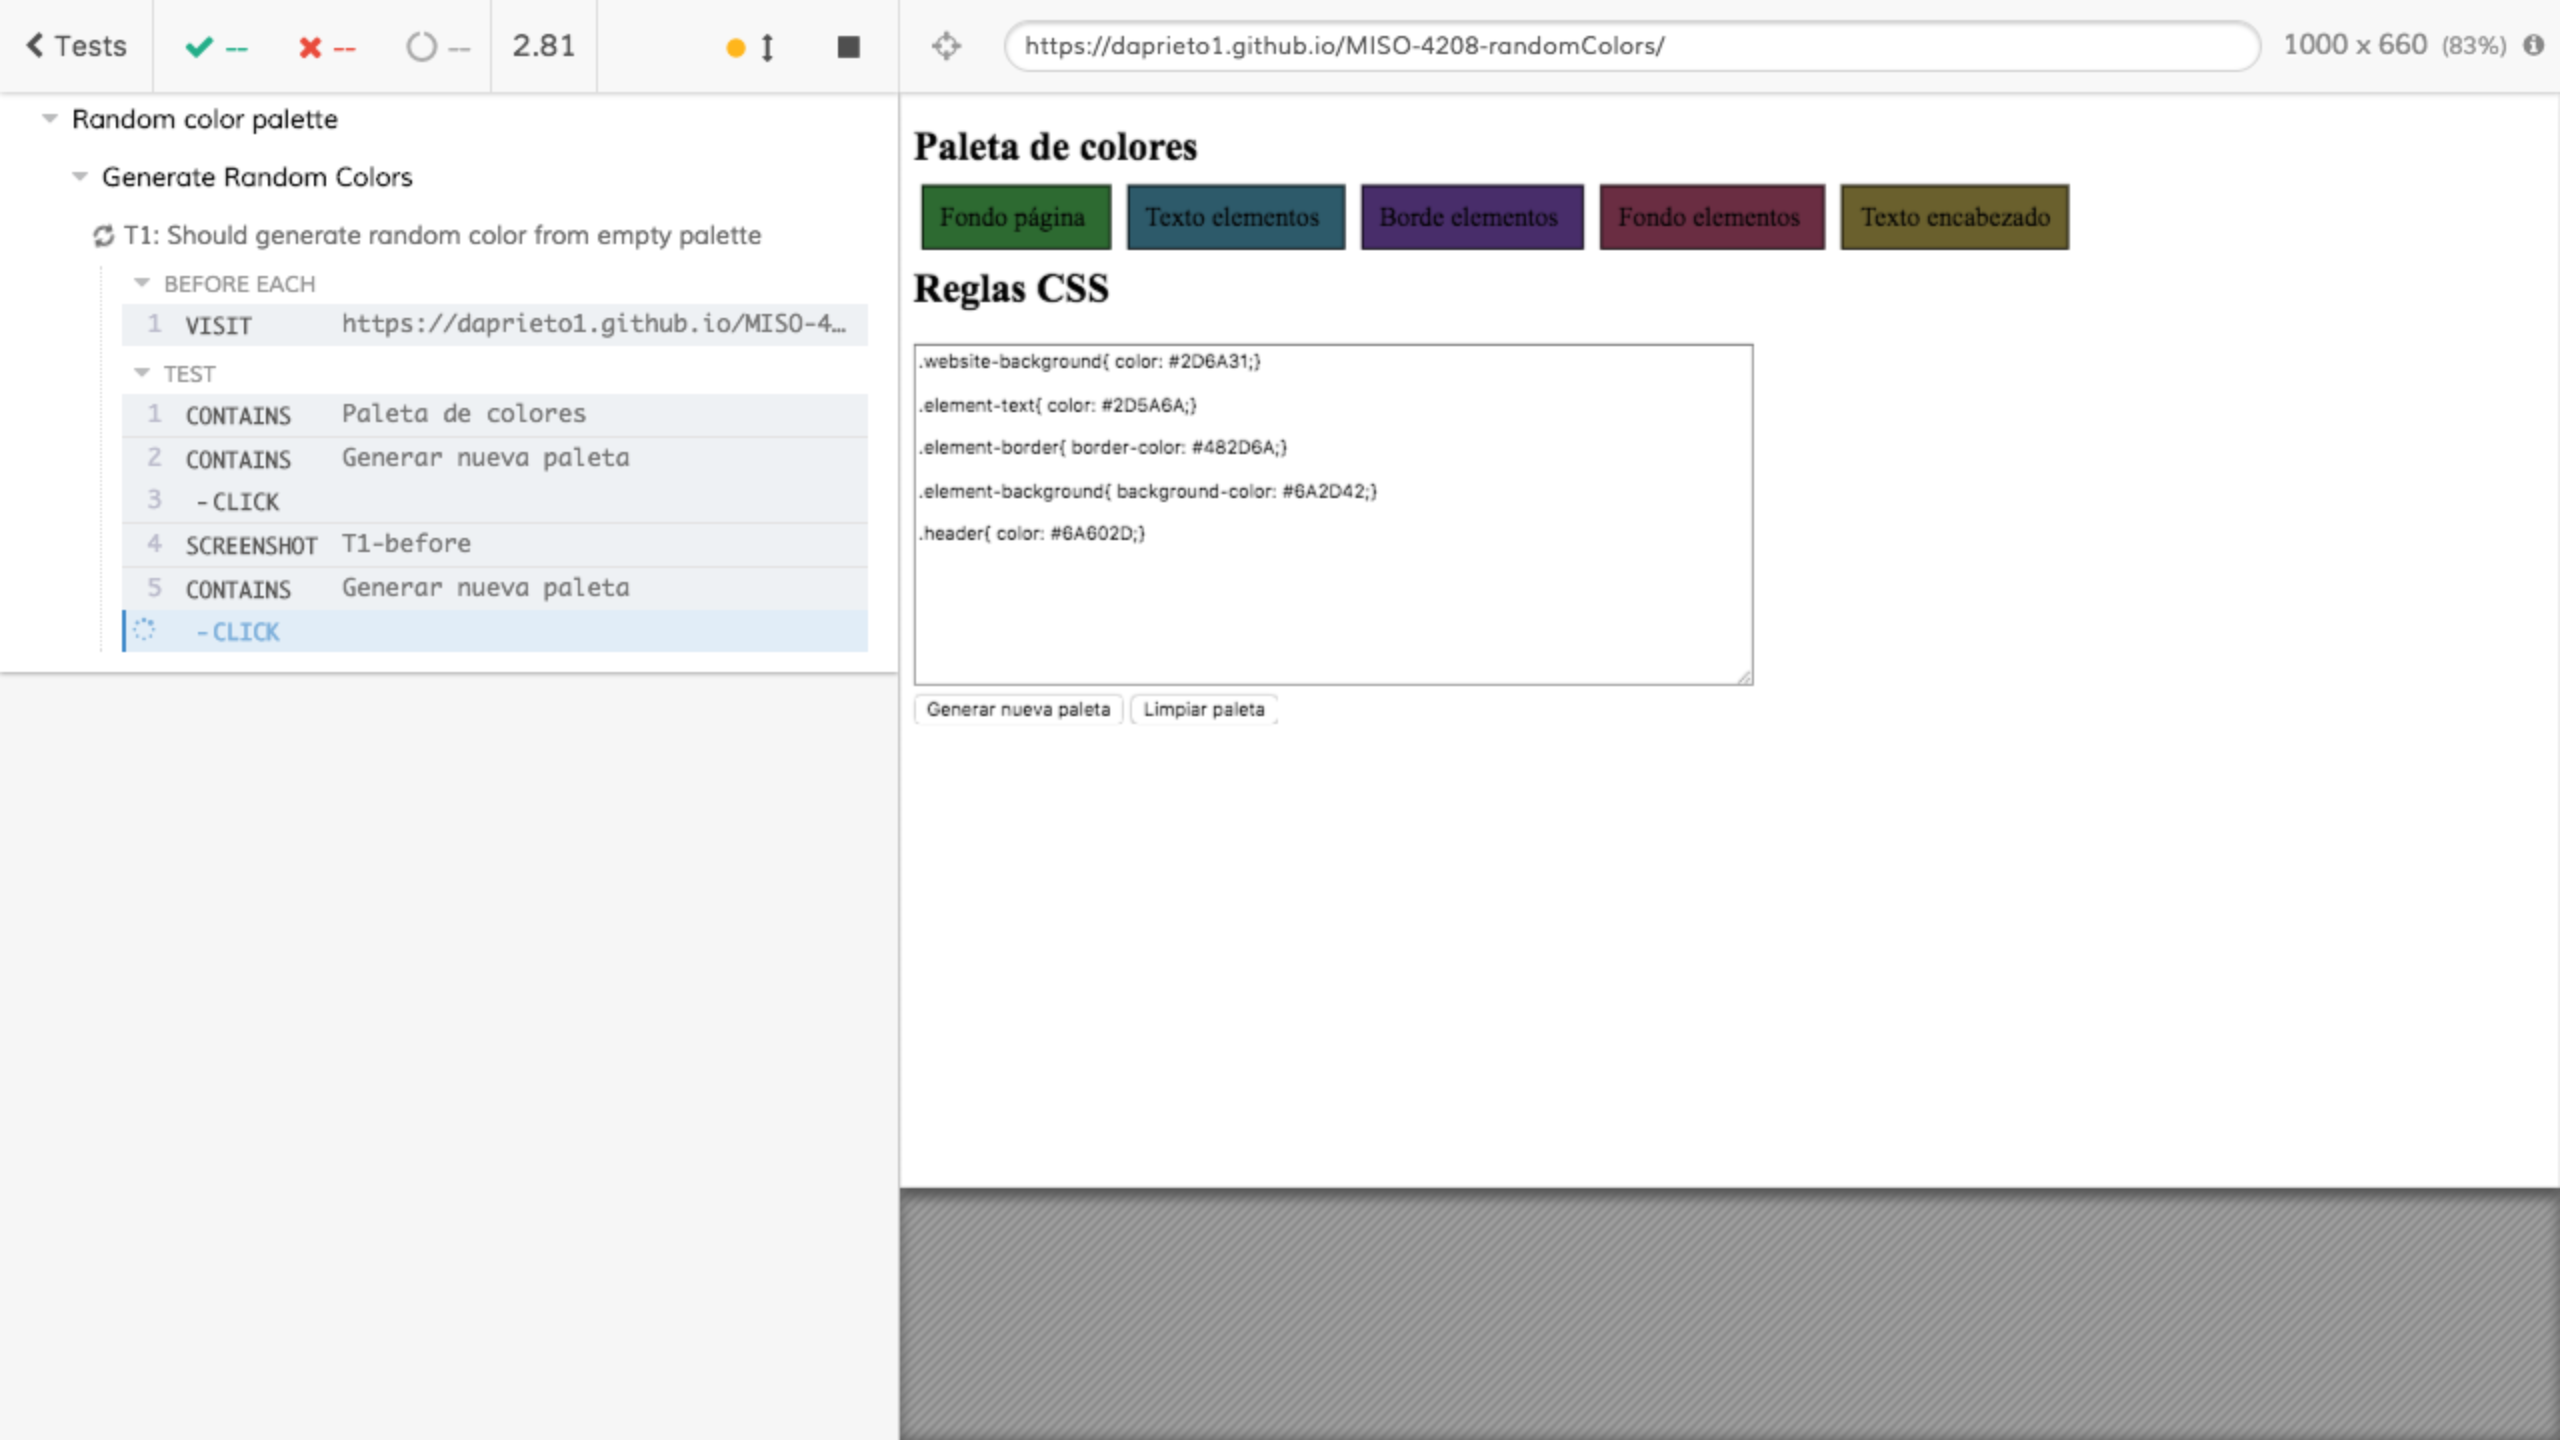 Tests -- -- -- 2.81 https://daprieto1.github.io/MISO-4208-randomColors/ 1000 x 660 (83%)
Random color palette
Generate Random Colors
T1: Should generate random color from empty palette
BEFORE EACH
1 VISIT https://daprieto1.github.io/MISO-4…
TEST
1 CONTAINS Paleta de colores
2 CONTAINS Generar nueva paleta
3 -CLICK
4 SCREENSHOT T1-before
5 CONTAINS Generar nueva paleta
-CLICK
Paleta de colores
Fondo página Texto elementos Borde elementos Fondo elementos Texto encabezado
Reglas CSS
.website-background{ color: #2D6A31;}
.element-text{ color: #2D5A6A;}
.element-border{ border-color: #482D6A;}
.element-background{ background-color: #6A2D42;}
.header{ color: #6A602D;}
Generar nueva paleta Limpiar paleta